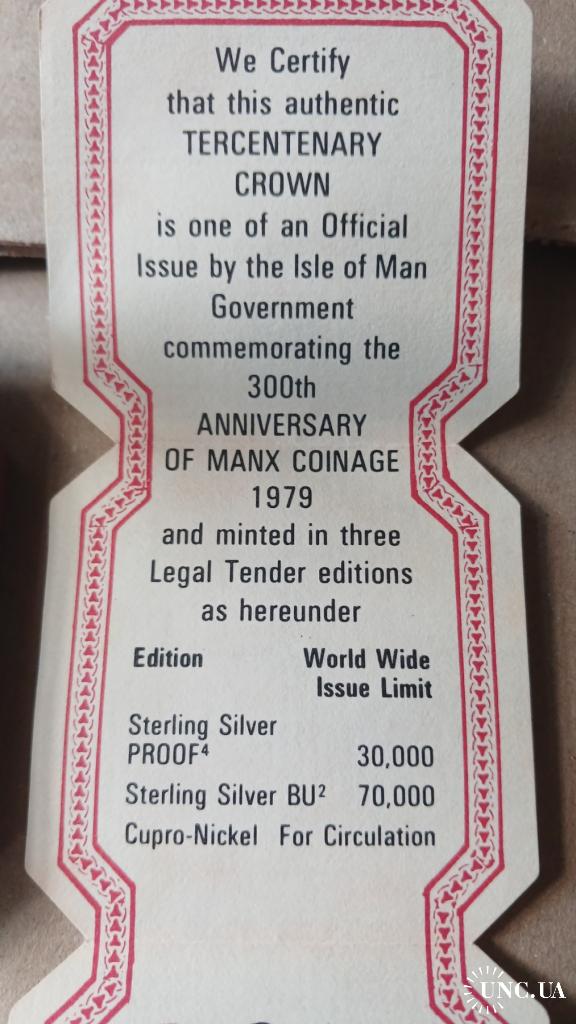 We Certify
that this authentic
TERCENTENARY
CROWN
is one of an Official
Issue by the Isle of Man
Government
commemorating the
300th
ANNIVERSARY
OF MANX COINAGE
1979
and minted in three
Legal Tender editions
as hereunder
Edition World Wide
Issue Limit
Sterling Silver
PROOF⁴ 30,000
Sterling Silver BU² 70,000
Cupro-Nickel For Circulation
UNC.UA